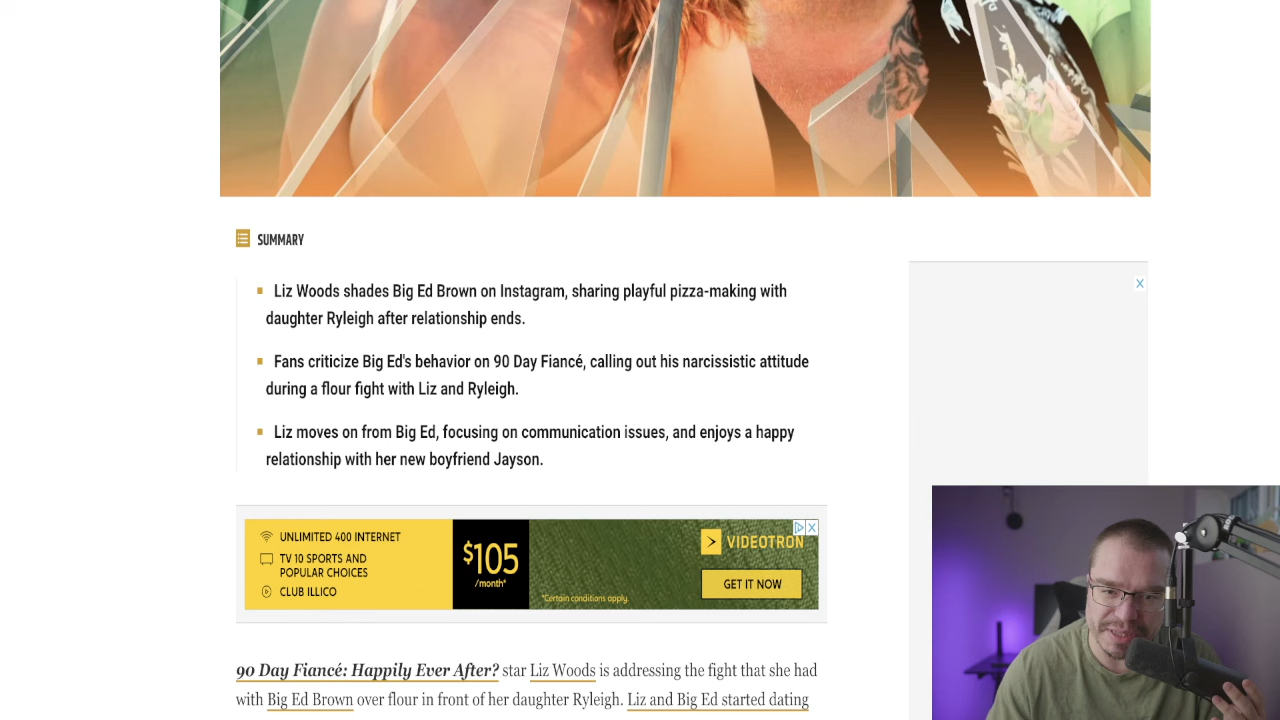 SUMMARY
Liz Woods shades Big Ed Brown on Instagram, sharing playful pizza-making with
daughter Ryleigh after relationship ends.
Fans criticize Big Ed's behavior on 90 Day Fiancé, calling out his narcissistic attitude
during a flour fight with Liz and Ryleigh.
Liz moves on from Big Ed, focusing on communication issues, and enjoys a happy
relationship with her new boyfriend Jayson.
UNLIMITED 400 INTERNET
TV 10 SPORTS AND
POPULAR CHOICES
CLUB ILLICO
$105
/month*
*Certain conditions apply.
VIDEOTRON
GET IT NOW
90 Day Fiancé: Happily Ever After? star Liz Woods is addressing the fight that she had
with Big Ed Brown over flour in front of her daughter Ryleigh. Liz and Big Ed started dating